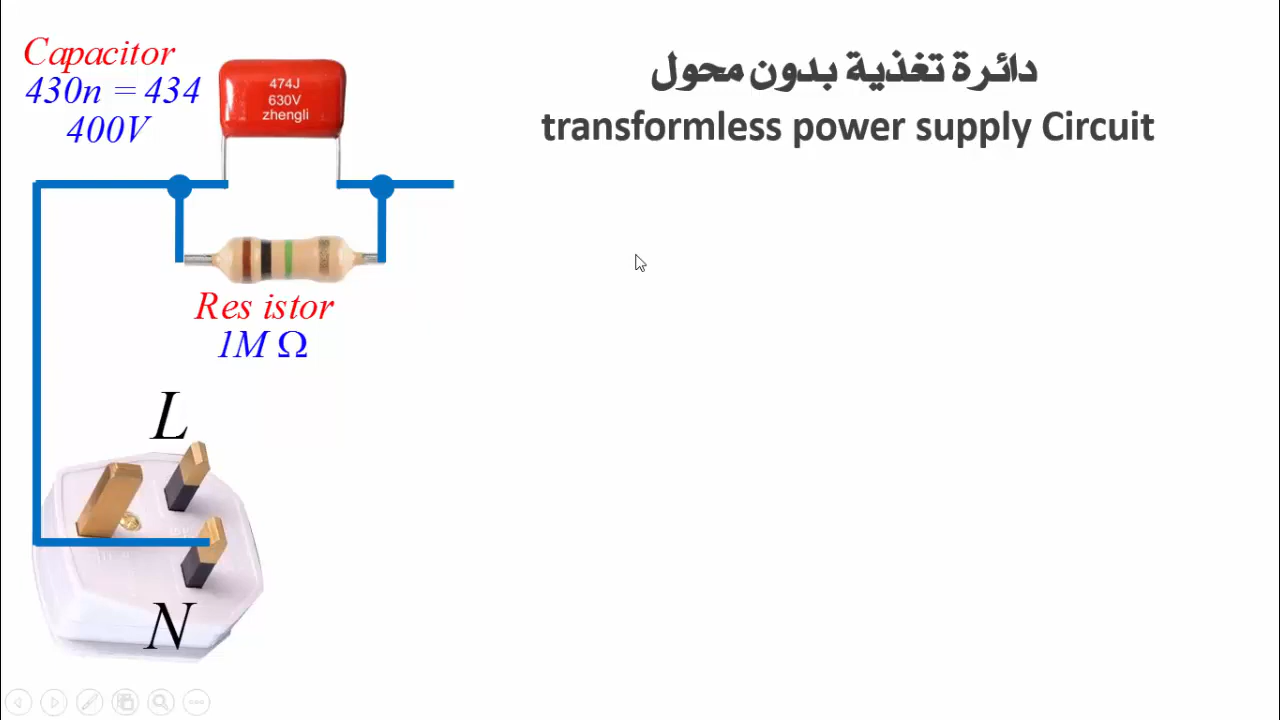 دائرة تغذية بدون محول
transformless power supply Circuit
Capacitor
430n = 434
400V
474J
630V
zhengli
Res istor
1M Ω
L
N